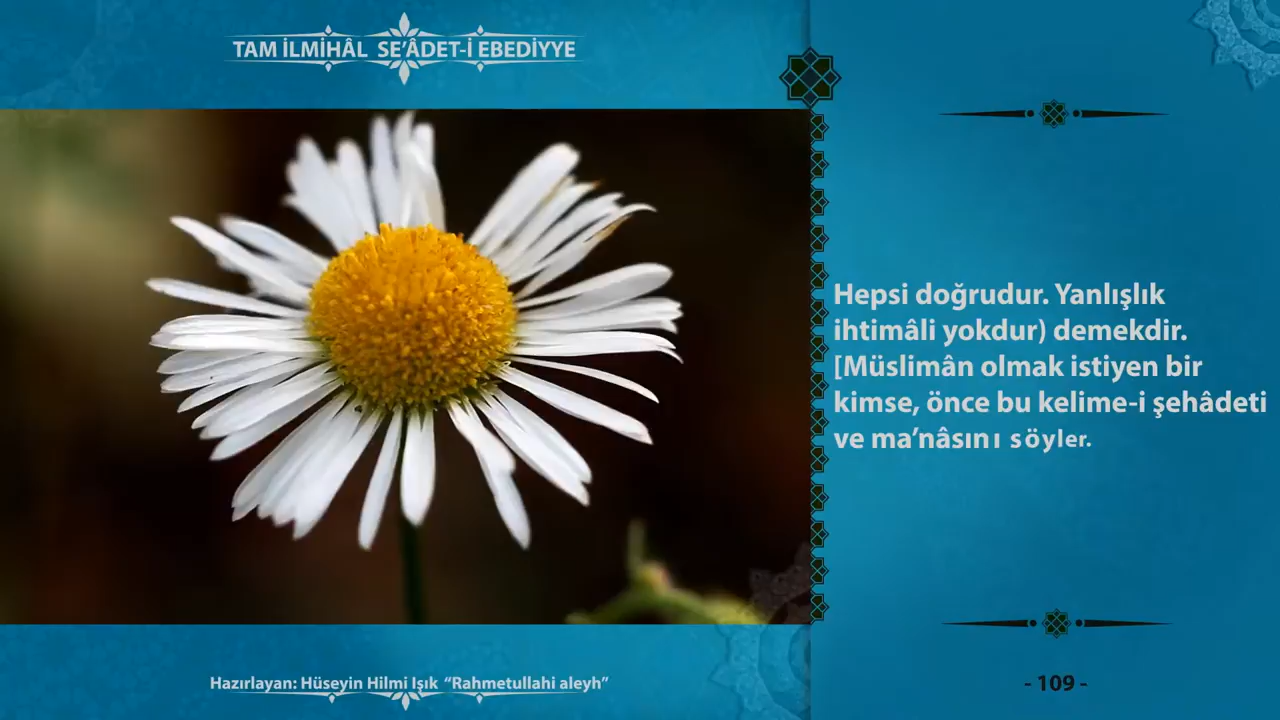 TAM İLMİHÂL SE’ÂDET-İ EBEDİYYE
Hepsi doğrudur. Yanlışlık
ihtimâli yokdur) demekdir.
[Müslimân olmak istiyen bir
kimse, önce bu kelime-i şehâdeti
ve ma’nâsını söyler.
Hazırlayan: Hüseyin Hilmi Işık “Rahmetullahi aleyh”
- 109 -